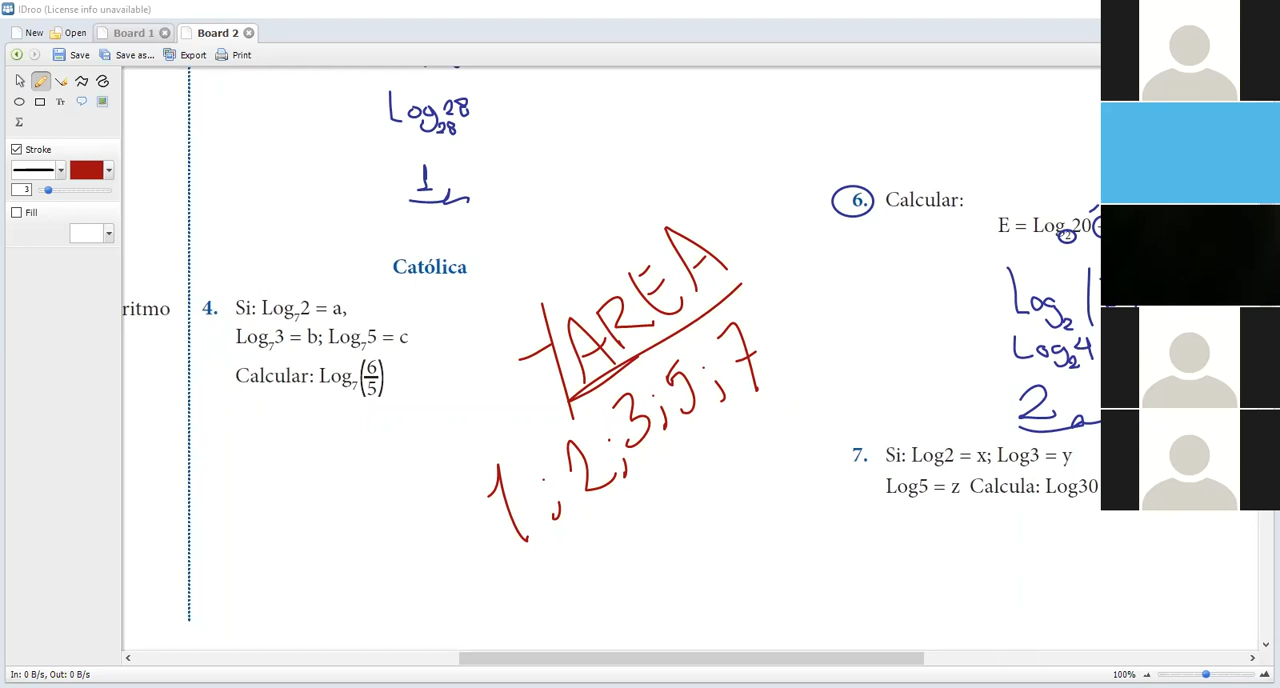 IDroo (License info unavailable)
New Open Board 1 Board 2
Save Save as... Export Print
Tr
Σ
Stroke
3
Fill
Log₂₈28
1
Católica
ritmo
4. Si: Log₇2 = a,
Log₇3 = b; Log₇5 = c
Calcular: Log₇(6/5)
TAREA
1 ; 2 ; 3 ; 5 ; 7
6. Calcular:
E = Log₂20
Log₂
Log₂4
2
7. Si: Log2 = x; Log3 = y
Log5 = z Calcula: Log30
In: 0 B/s, Out: 0 B/s
100%